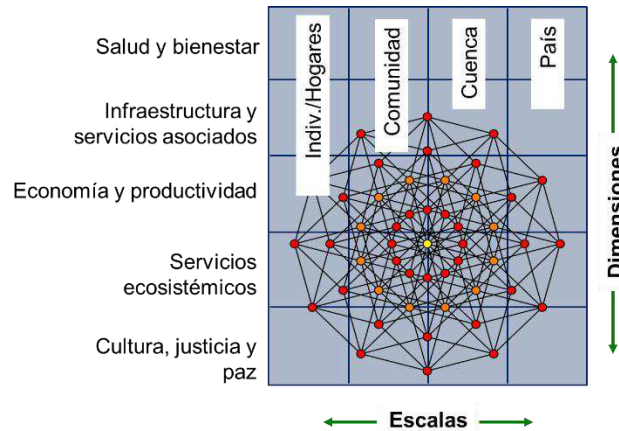 Salud y bienestar
Infraestructura y
servicios asociados
Economía y productividad
Servicios
ecosistémicos
Cultura, justicia y
paz
Indiv./Hogares
Comunidad
Cuenca
País
Dimensiones
Escalas